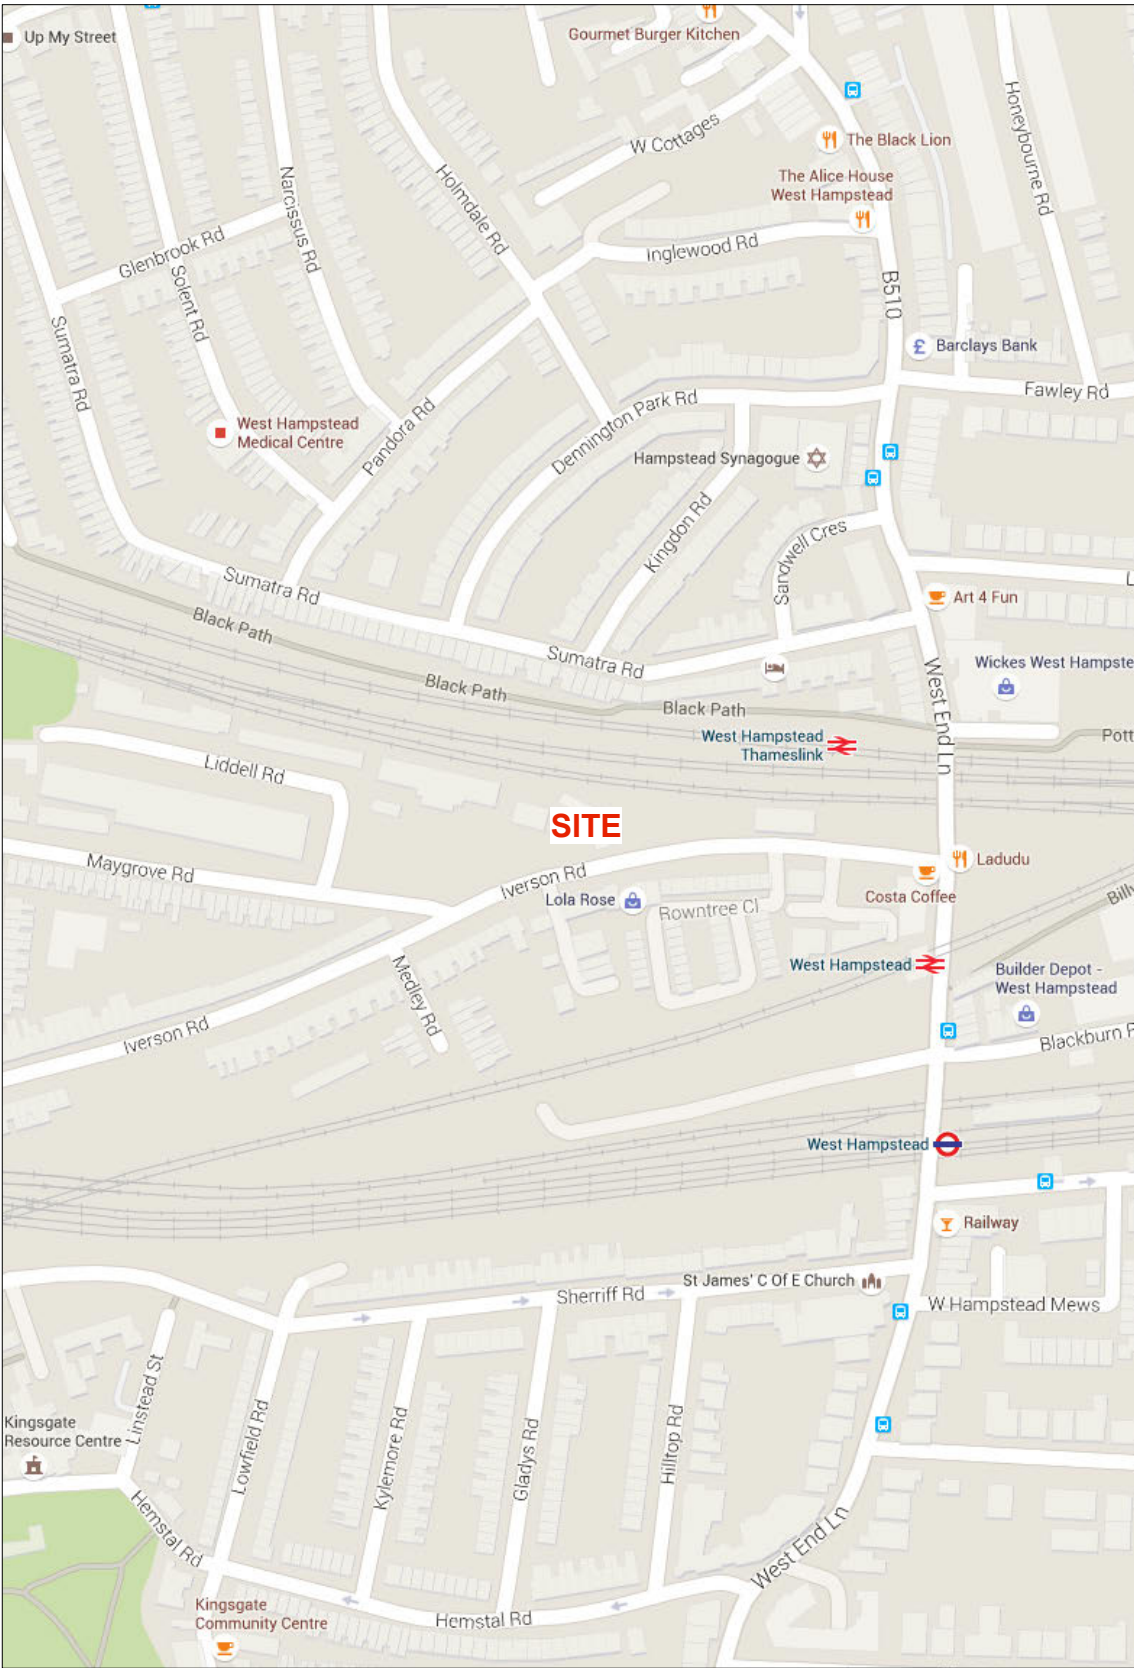 Up My Street
Gourmet Burger Kitchen
Honeybourne Rd
W Cottages
The Black Lion
The Alice House
West Hampstead
Narcissus Rd
Holmdale Rd
Glenbrook Rd
Solent Rd
Inglewood Rd
B510
Sumatra Rd
£ Barclays Bank
Fawley Rd
West Hampstead
Medical Centre
Pandora Rd
Dennington Park Rd
Hampstead Synagogue
Kingdon Rd
Sandwell Cres
Sumatra Rd
L
Art 4 Fun
Black Path
Sumatra Rd
Wickes West Hampste
Black Path
West End Ln
Black Path
West Hampstead
Thameslink
Pott
Liddell Rd
SITE
Maygrove Rd
Iverson Rd
Ladudu
Lola Rose
Costa Coffee
Rowntree Cl
Billy
West Hampstead
Medley Rd
Builder Depot -
West Hampstead
Iverson Rd
Blackburn R
West Hampstead
Railway
St James' C Of E Church
Sherriff Rd
W Hampstead Mews
Linstead St
Kingsgate
Resource Centre
Lowfield Rd
Kylemore Rd
Gladys Rd
Hilltop Rd
Hemstal Rd
West End Ln
Kingsgate
Community Centre
Hemstal Rd